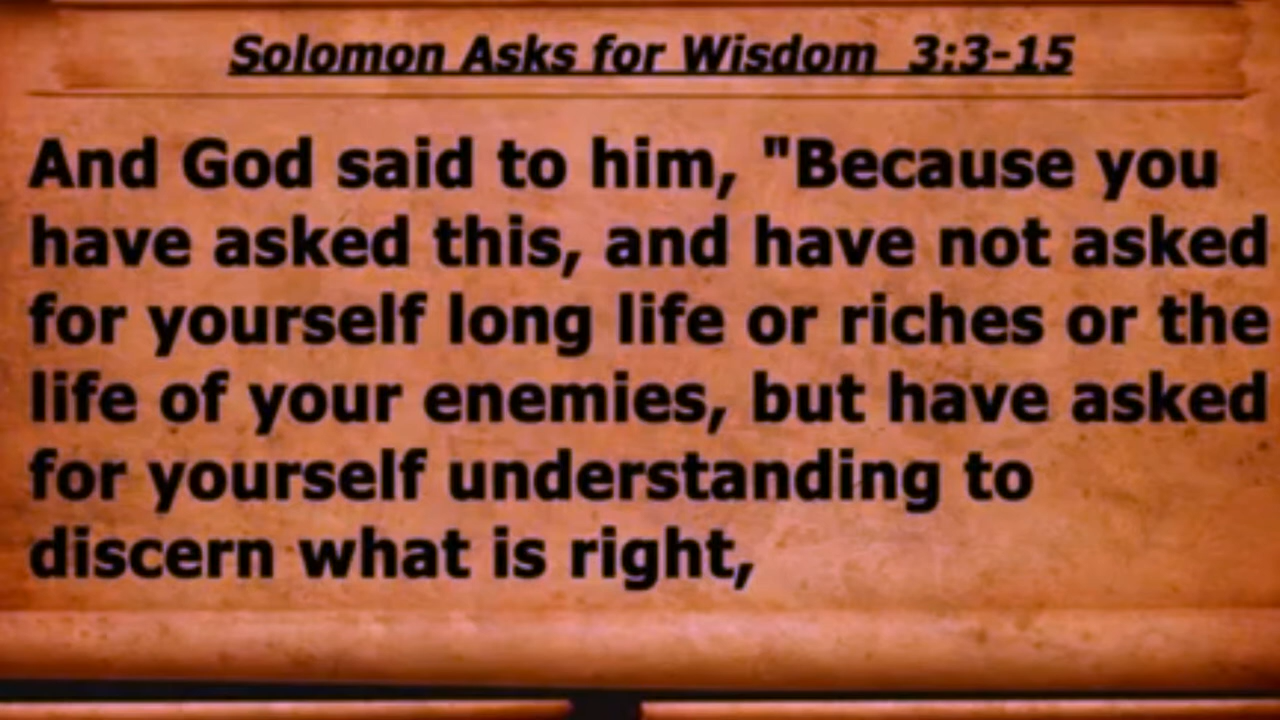 Solomon Asks for Wisdom 3:3-15
And God said to him, "Because you
have asked this, and have not asked
for yourself long life or riches or the
life of your enemies, but have asked
for yourself understanding to
discern what is right,